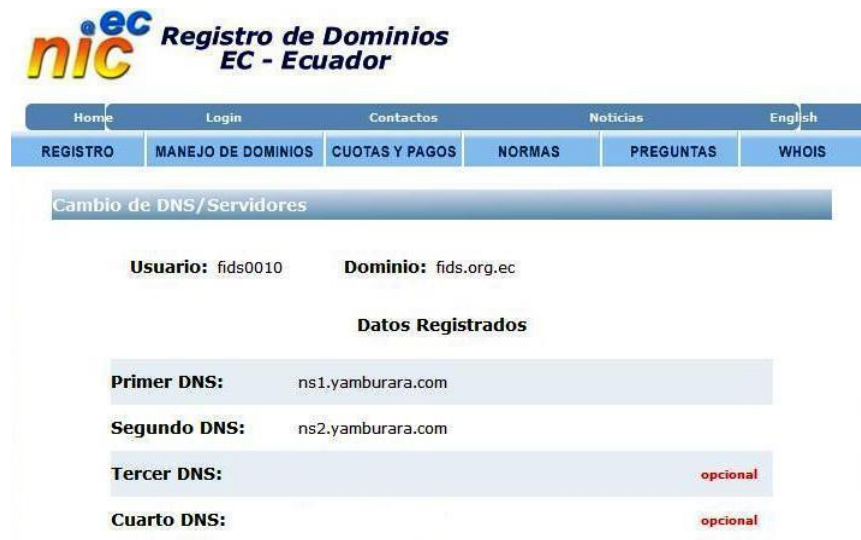 nic@ec
Registro de Dominios
EC - Ecuador
Home Login Contactos Noticias English
REGISTRO MANEJO DE DOMINIOS CUOTAS Y PAGOS NORMAS PREGUNTAS WHOIS
Cambio de DNS/Servidores
Usuario: fids0010 Dominio: fids.org.ec
Datos Registrados
Primer DNS: ns1.yamburara.com
Segundo DNS: ns2.yamburara.com
Tercer DNS: opcional
Cuarto DNS: opcional